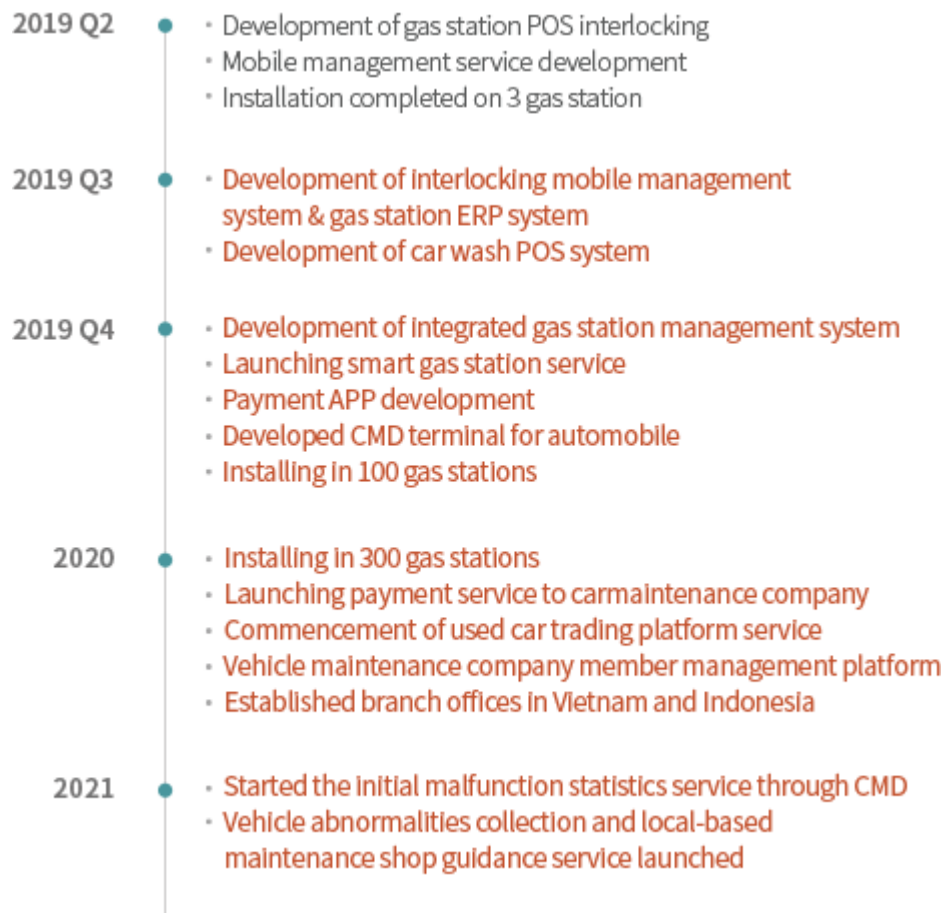 2019 Q2
· Development of gas station POS interlocking
· Mobile management service development
· Installation completed on 3 gas station
2019 Q3
· Development of interlocking mobile management
system & gas station ERP system
· Development of car wash POS system
2019 Q4
· Development of integrated gas station management system
· Launching smart gas station service
· Payment APP development
· Developed CMD terminal for automobile
· Installing in 100 gas stations
2020
· Installing in 300 gas stations
· Launching payment service to carmaintenance company
· Commencement of used car trading platform service
· Vehicle maintenance company member management platform
· Established branch offices in Vietnam and Indonesia
2021
· Started the initial malfunction statistics service through CMD
· Vehicle abnormalities collection and local-based
maintenance shop guidance service launched